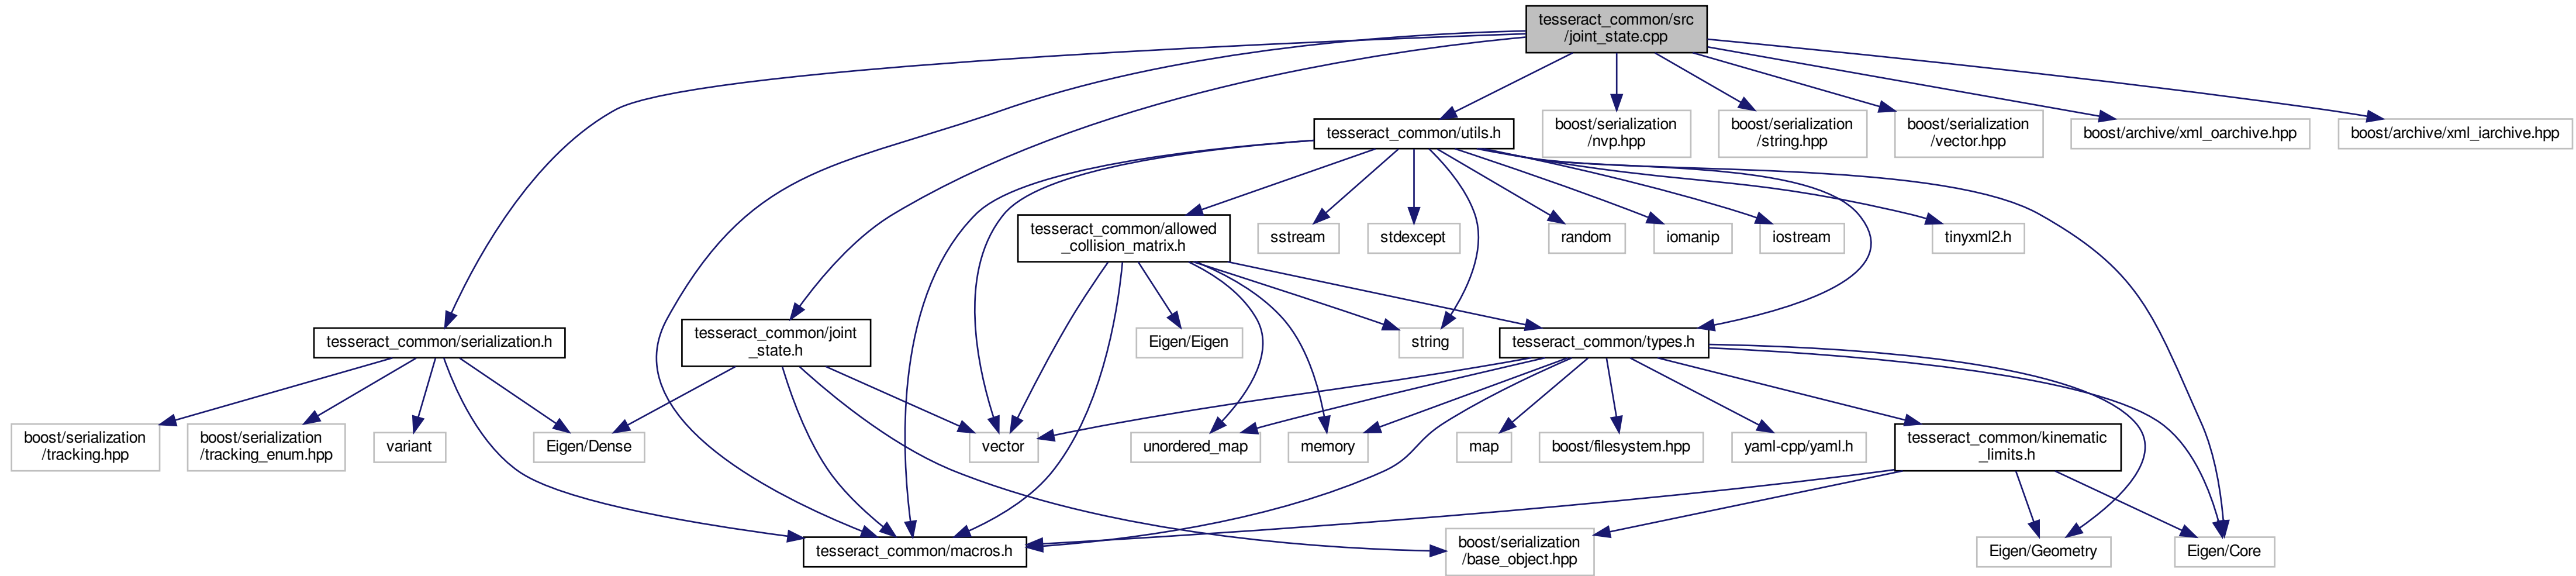 tesseract_common/src
/joint_state.cpp
tesseract_common/utils.h
boost/serialization
/nvp.hpp
boost/serialization
/string.hpp
boost/serialization
/vector.hpp
boost/archive/xml_oarchive.hpp
boost/archive/xml_iarchive.hpp
tesseract_common/allowed
_collision_matrix.h
sstream
stdexcept
random
iomanip
iostream
tinyxml2.h
tesseract_common/serialization.h
tesseract_common/joint
_state.h
Eigen/Eigen
string
tesseract_common/types.h
boost/serialization
/tracking.hpp
boost/serialization
/tracking_enum.hpp
variant
Eigen/Dense
vector
unordered_map
memory
map
boost/filesystem.hpp
yaml-cpp/yaml.h
tesseract_common/kinematic
_limits.h
tesseract_common/macros.h
boost/serialization
/base_object.hpp
Eigen/Geometry
Eigen/Core